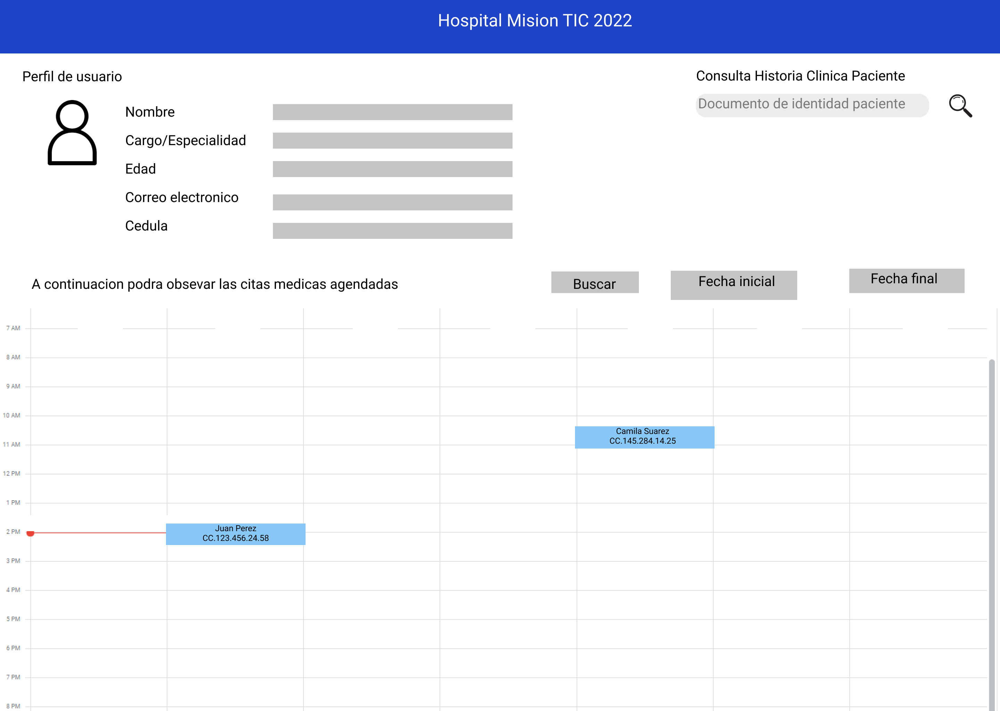 Hospital Mision TIC 2022
Perfil de usuario
Consulta Historia Clinica Paciente
Documento de identidad paciente
Nombre
Cargo/Especialidad
Edad
Correo electronico
Cedula
A continuacion podra obsevar las citas medicas agendadas
Buscar
Fecha inicial
Fecha final
7 AM
8 AM
9 AM
10 AM
Camila Suarez
CC.145.284.14.25
11 AM
12 PM
1 PM
Juan Perez
2 PM
CC.123.456.24.58
3 PM
4 PM
5 PM
6 PM
7 PM
8 PM